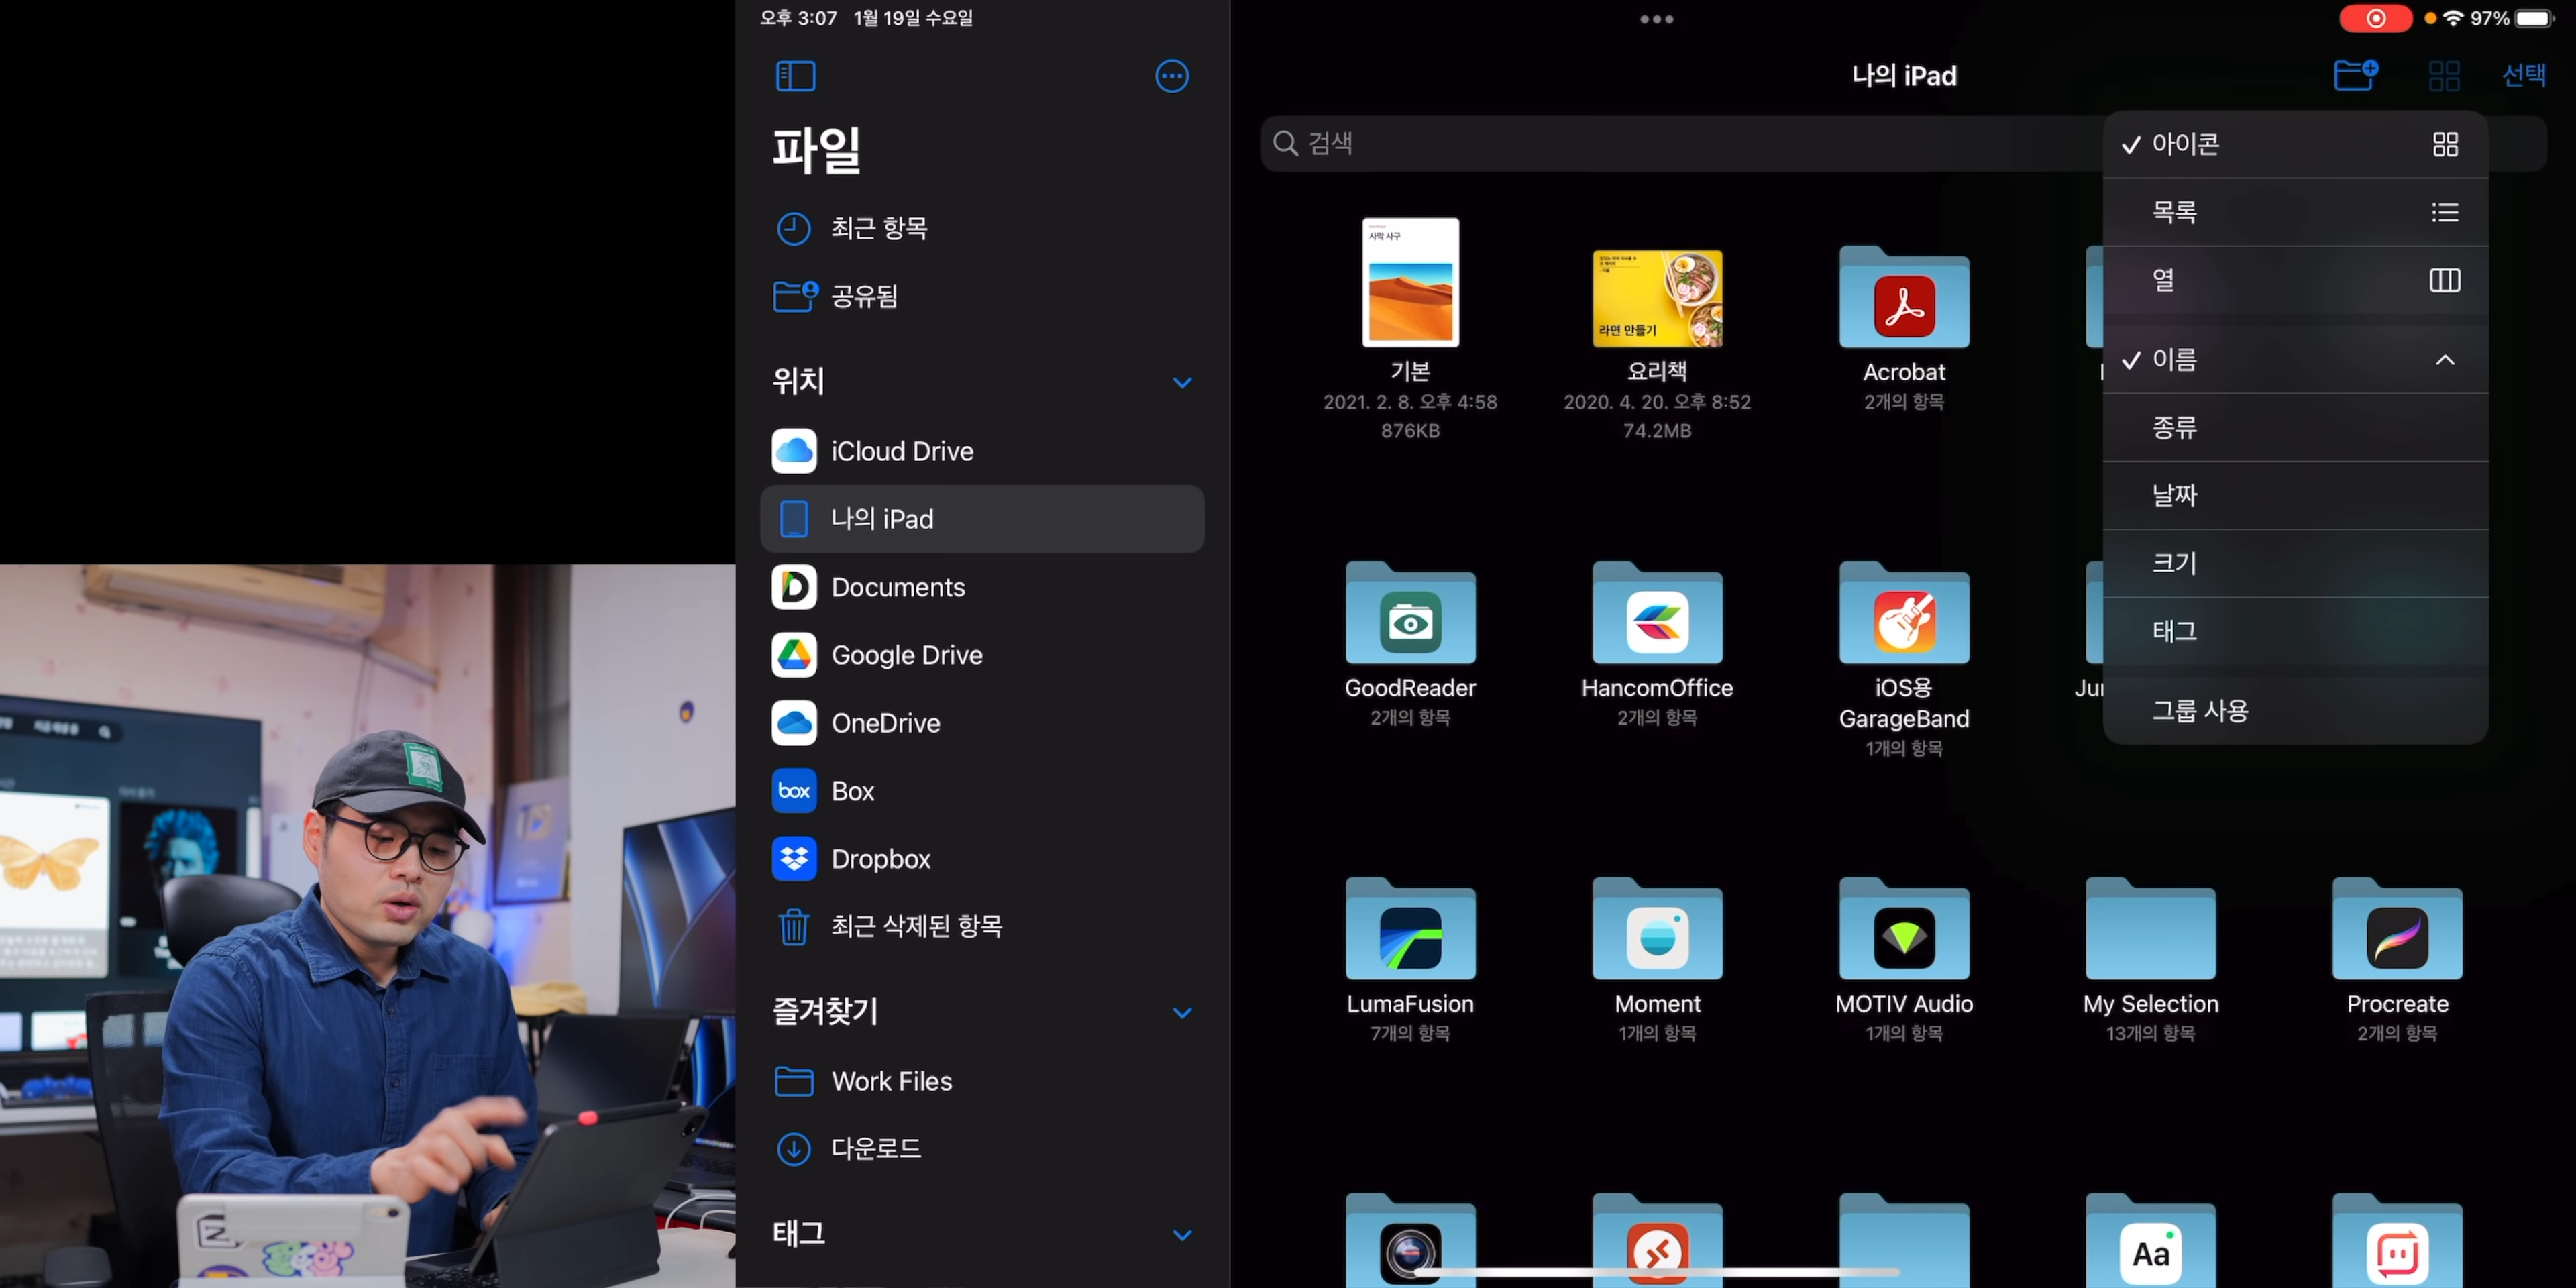 오후 3:07 1월 19일 수요일
97%
파일
최근 항목
공유됨
위치
iCloud Drive
나의 iPad
Documents
Google Drive
OneDrive
box
Box
Dropbox
최근 삭제된 항목
즐겨찾기
Work Files
다운로드
태그
나의 iPad
선택
검색
사막 사구
기본
2021. 2. 8. 오후 4:58
876KB
라면 만들기
요리책
2020. 4. 20. 오후 8:52
74.2MB
Acrobat
2개의 항목
GoodReader
2개의 항목
HancomOffice
2개의 항목
iOS용
GarageBand
1개의 항목
LumaFusion
7개의 항목
Moment
1개의 항목
MOTIV Audio
1개의 항목
My Selection
13개의 항목
Procreate
2개의 항목
Aa
아이콘
목록
열
이름
종류
날짜
크기
태그
그룹 사용